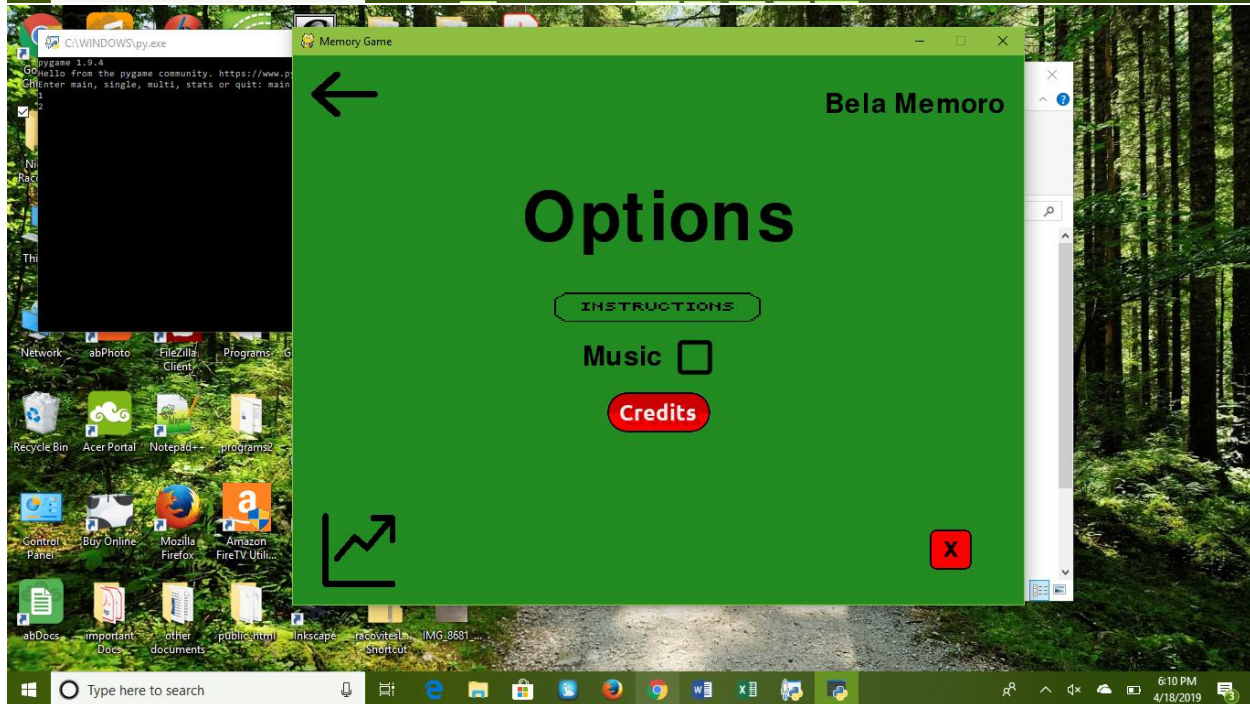 C:\WINDOWS\py.exe
pygame 1.9.4
Hello from the pygame community. https://www.p
Enter main, single, multi, stats or quit: main
1
2
Memory Game
Bela Memoro
Options
INSTRUCTIONS
Music
Credits
X
Network
abPhoto
FileZilla Client
Programs
Recycle Bin
Acer Portal
Notepad++
programs2
Control Panel
Buy Online
Mozilla Firefox
Amazon FireTV Utili...
abDocs
important Docs
other documents
public_html
Inkscape
Shortcut
IMG_8681_...
Type here to search
6:10 PM
4/18/2019
3